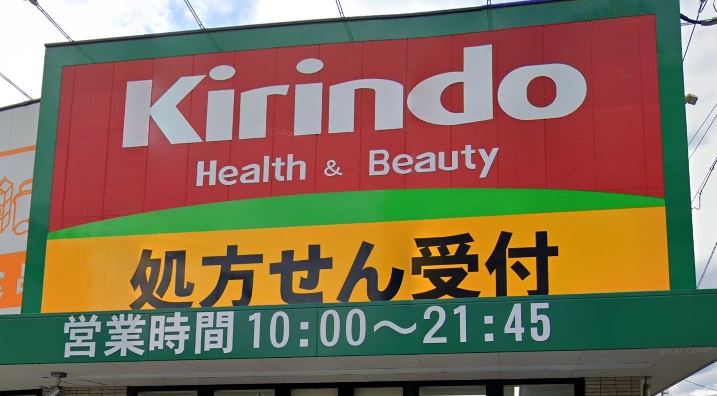 Kirindo
Health & Beauty
処方せん受付
営業時間 10:00～21:45